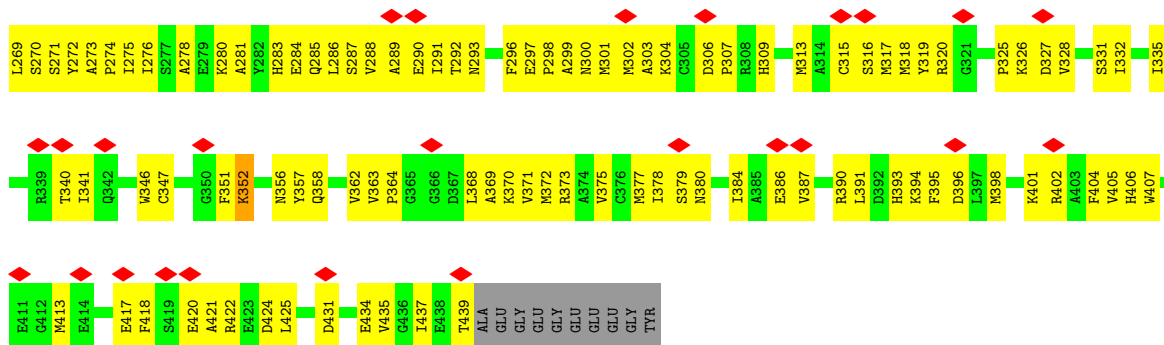 L269 S270 S271 Y272 A273 P274 I275 I276 S277 A278 E279 K280 A281 Y282 H283 E284 Q285 L286 S287 V288 A289 E290 I291 T292 N293 F296 E297 P298 A299 N300 M301 M302 A303 K304 C305 D306 P307 R308 H309 M313 A314 C315 S316 M317 M318 Y319 R320 G321 P325 K326 D327 V328 S331 I332 I335
R339 T340 I341 Q342 W346 C347 G350 F351 K352 N356 Y357 Q358 V362 V363 P364 G365 G366 D367 L368 A369 K370 V371 M372 R373 A374 V375 C376 M377 I378 S379 N380 I384 A385 E386 V387 R390 L391 D392 H393 K394 F395 D396 L397 M398 K401 R402 A403 F404 V405 H406 W407
E411 G412 M413 E414 E417 F418 S419 E420 A421 R422 E423 D424 L425 D431 E434 V435 G436 I437 E438 T439 ALA GLU GLY GLU GLY GLU GLU GLU GLY TYR